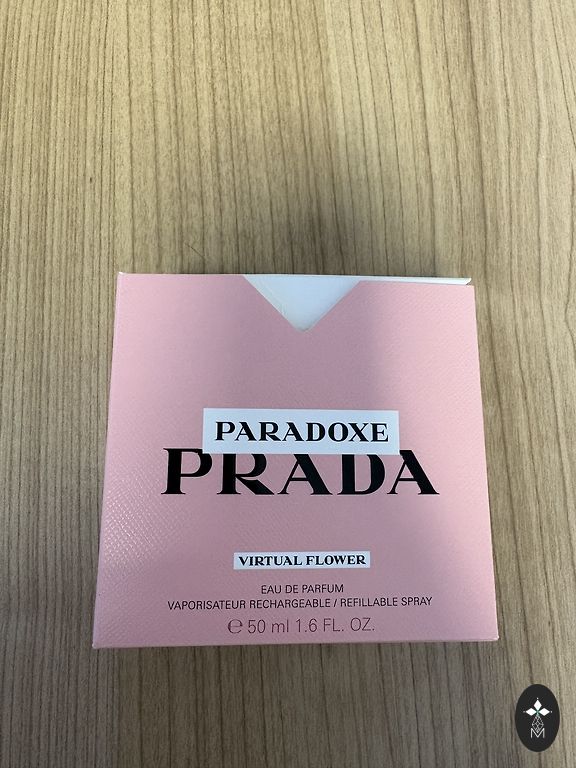 PARADOXE
PRADA
VIRTUAL FLOWER
EAU DE PARFUM
VAPORISATEUR RECHARGEABLE / REFILLABLE SPRAY
℮ 50 ml 1.6 FL. OZ.
M